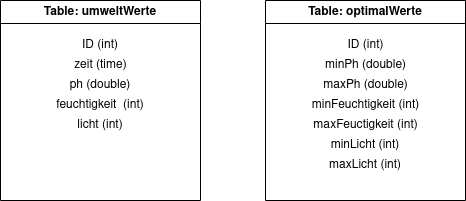 Table: umweltWerte
ID (int)
zeit (time)
ph (double)
feuchtigkeit  (int)
licht (int)
Table: optimalWerte
ID (int)
minPh (double)
maxPh (double)
minFeuchtigkeit (int)
maxFeuctigkeit (int)
minLicht (int)
maxLicht (int)